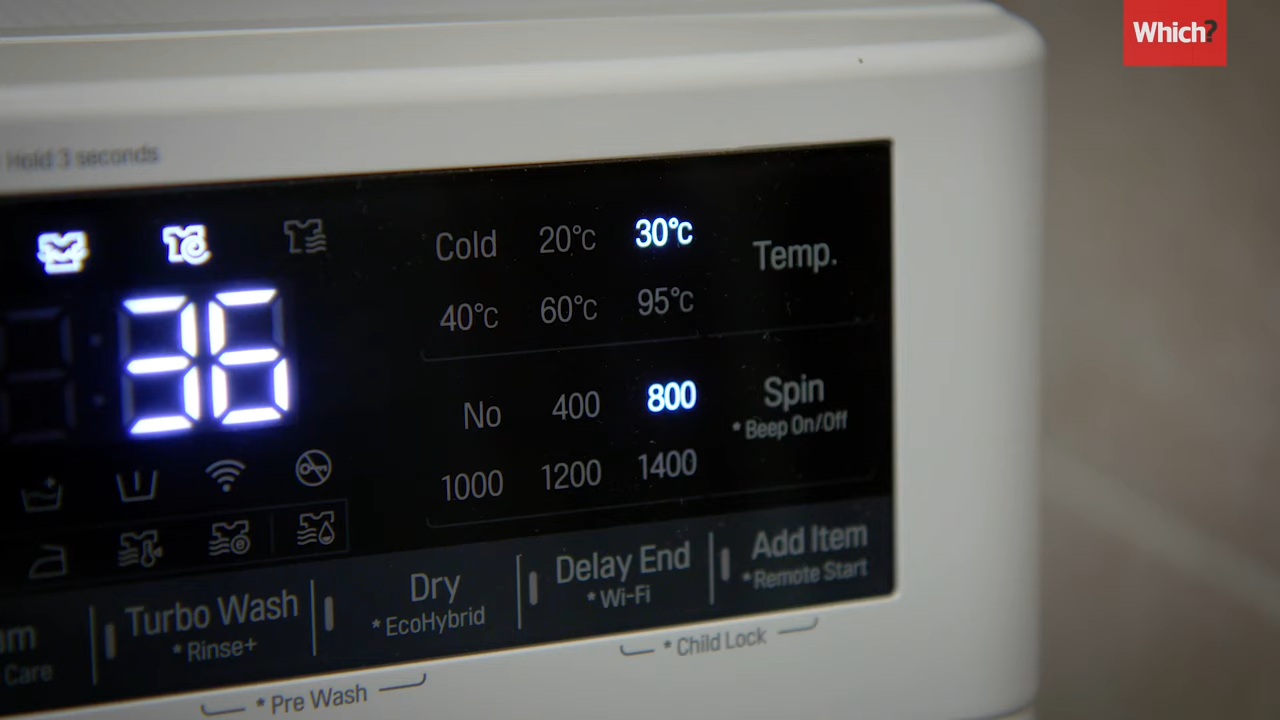 Which?
Hold 3 seconds
Cold 20°C 30°C
Temp.
40°C 60°C 95°C
36
No 400 800
Spin
* Beep On/Off
1000 1200 1400
Turbo Wash
* Rinse+
Dry
* EcoHybrid
Delay End
* Wi-Fi
Add Item
* Remote Start
Care
* Pre Wash
* Child Lock